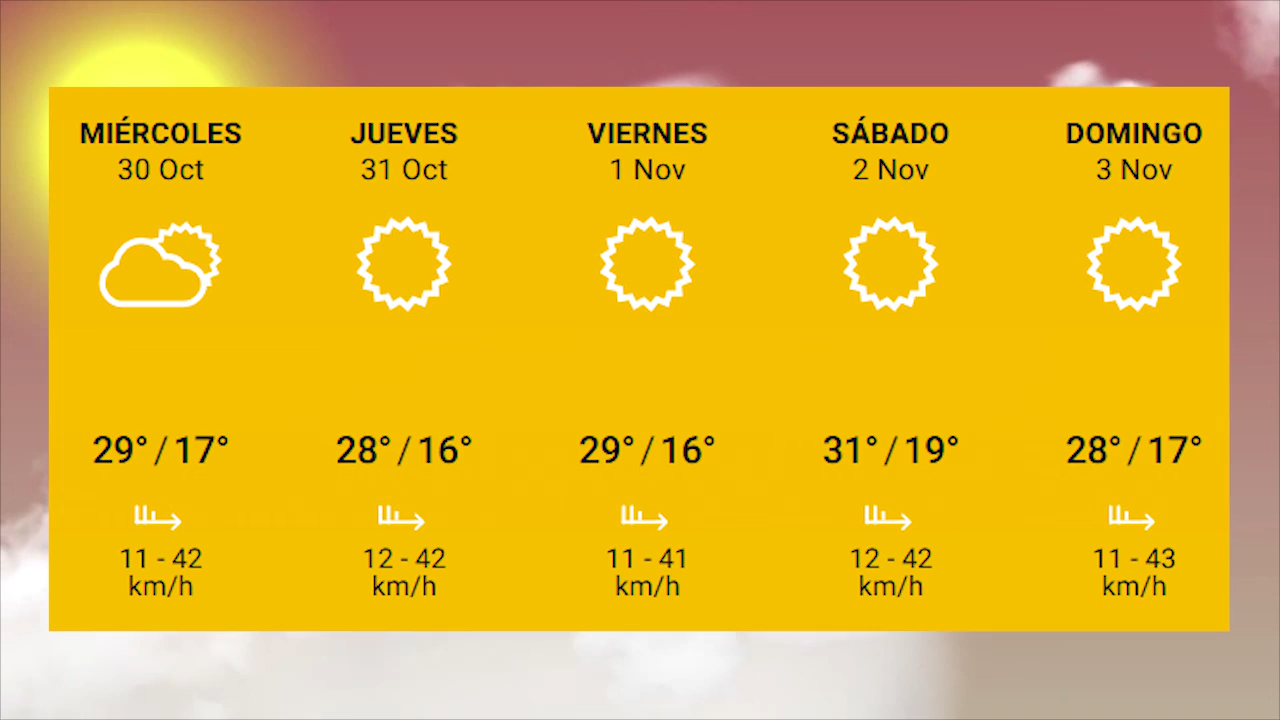 MIÉRCOLES
30 Oct
29° / 17°
11 - 42
km/h
JUEVES
31 Oct
28° / 16°
12 - 42
km/h
VIERNES
1 Nov
29° / 16°
11 - 41
km/h
SÁBADO
2 Nov
31° / 19°
12 - 42
km/h
DOMINGO
3 Nov
28° / 17°
11 - 43
km/h